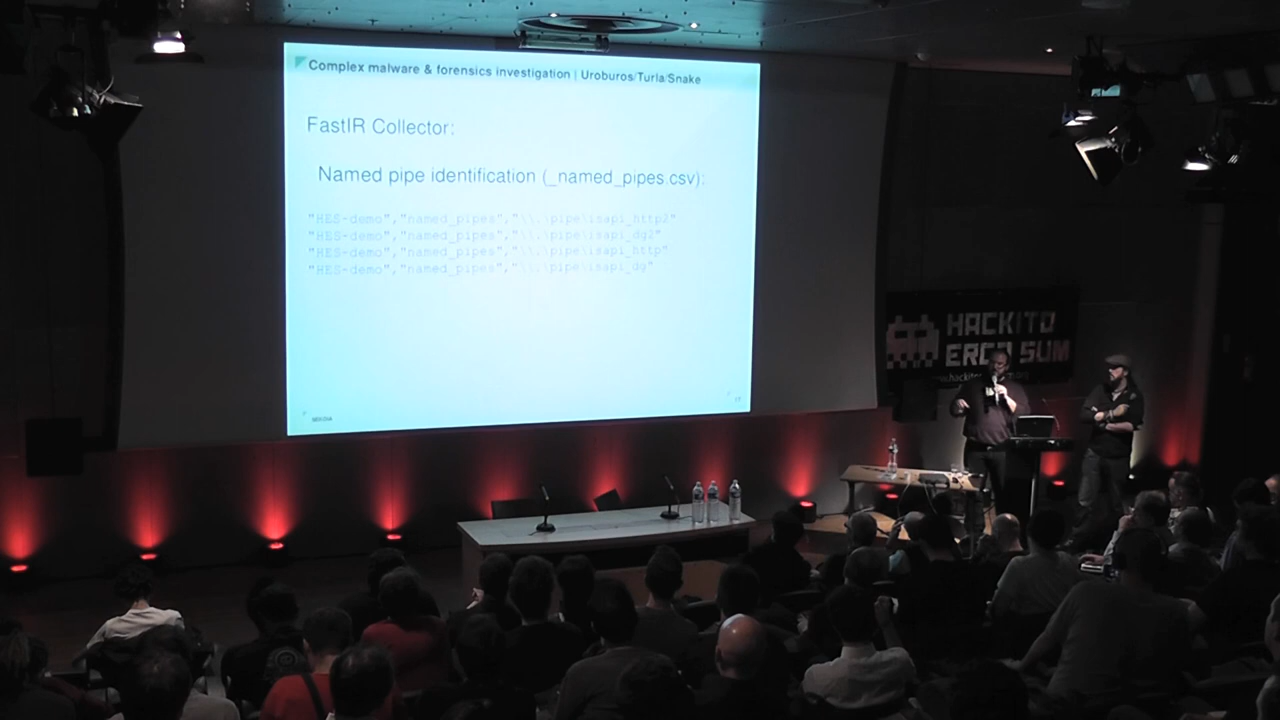 Complex malware & forensics investigation | Uroburos/Turla/Snake
FastIR Collector:
Named pipe identification (_named_pipes.csv):
"HES-demo","named_pipes","\\.\pipe\isapi_http2"
"HES-demo","named_pipes","\\.\pipe\isapi_dg2"
"HES-demo","named_pipes","\\.\pipe\isapi_http"
"HES-demo","named_pipes","\\.\pipe\isapi_dg"
HACKITO
ERGO SUM